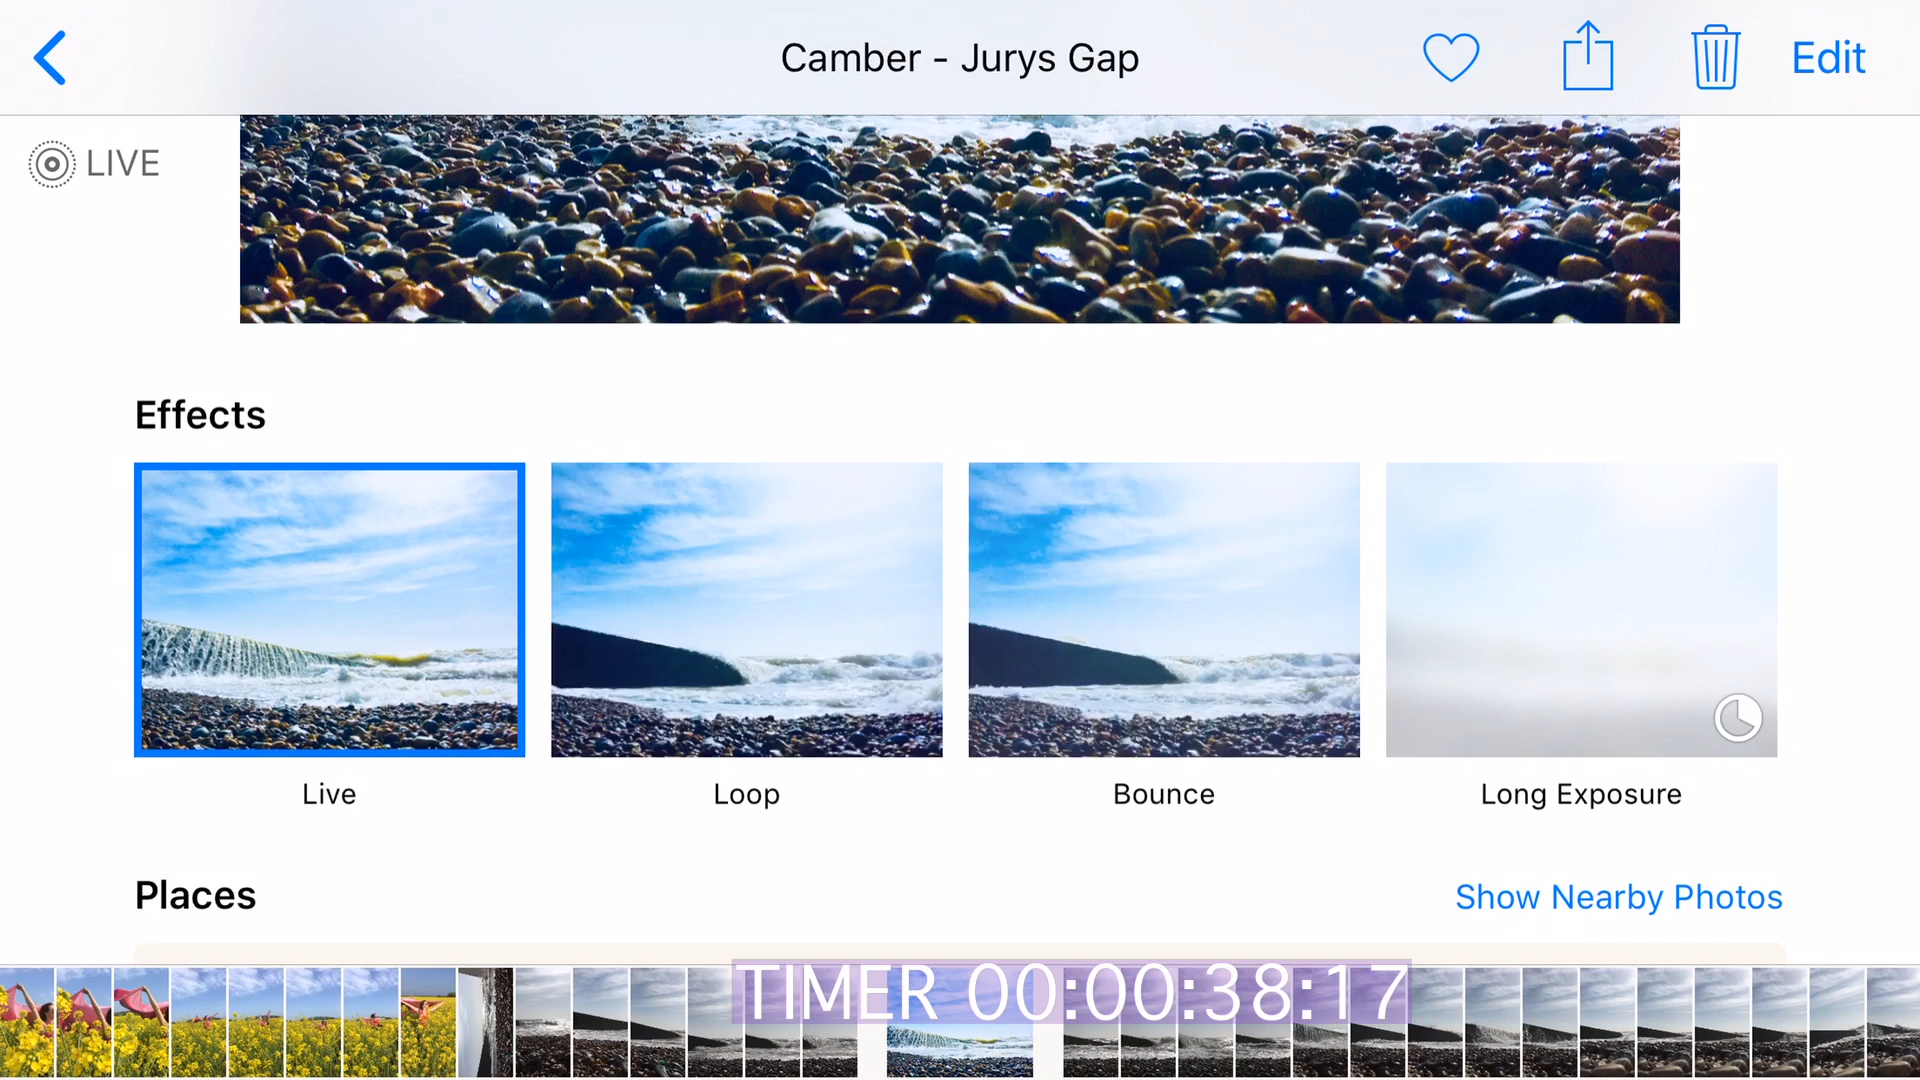 Camber - Jurys Gap
Edit
LIVE
Effects
Live
Loop
Bounce
Long Exposure
Places
Show Nearby Photos
TIMER 00:00:38:17